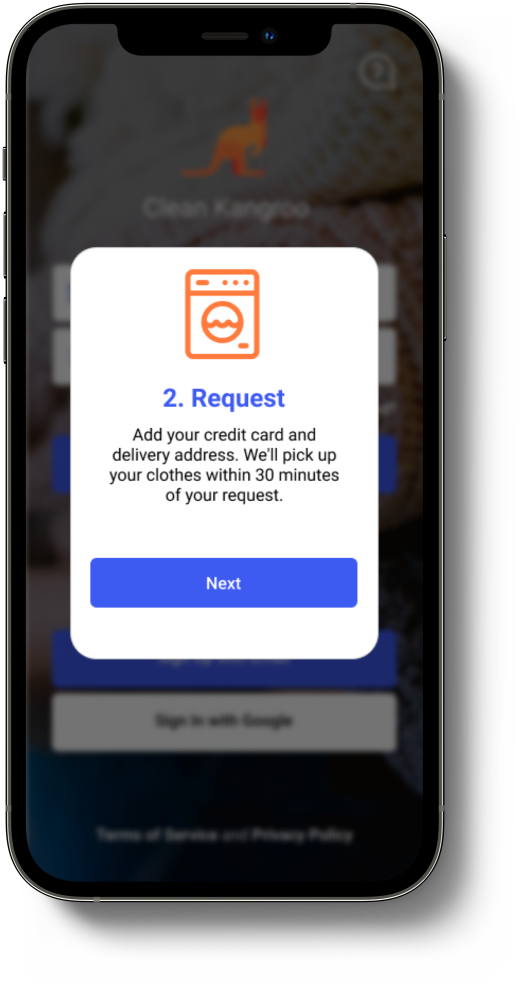 ?
Clean Kangroo
2. Request
Add your credit card and
delivery address. We'll pick up
your clothes within 30 minutes
of your request.
Next
Sign In with Google
Terms of Service and Privacy Policy